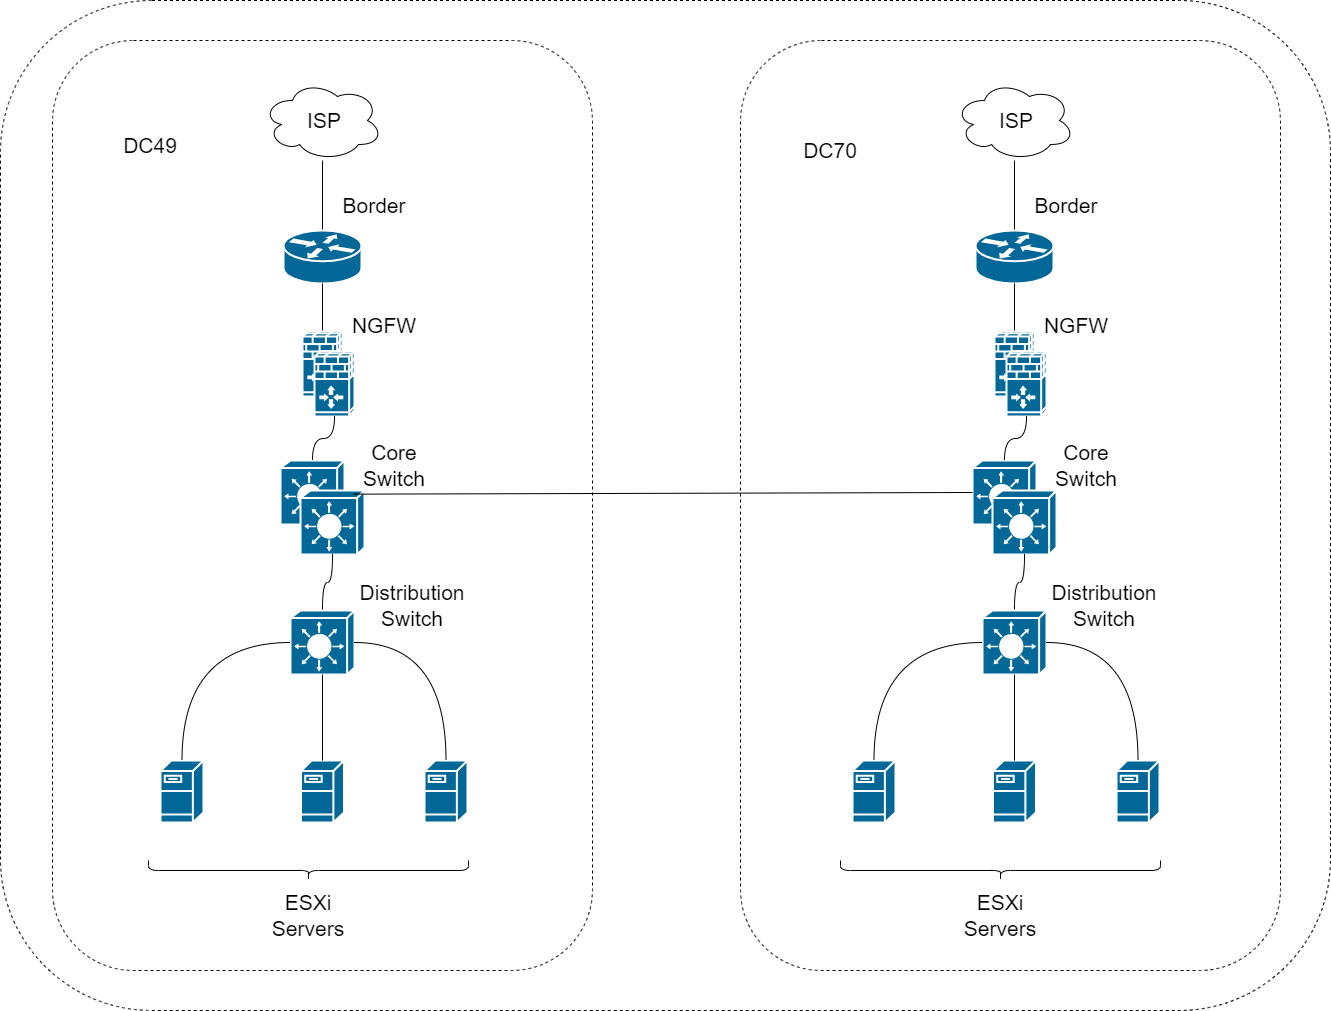 DC49
ISP
Border
NGFW
Core
Switch
Distribution
Switch
ESXi
Servers
DC70
ISP
Border
NGFW
Core
Switch
Distribution
Switch
ESXi
Servers